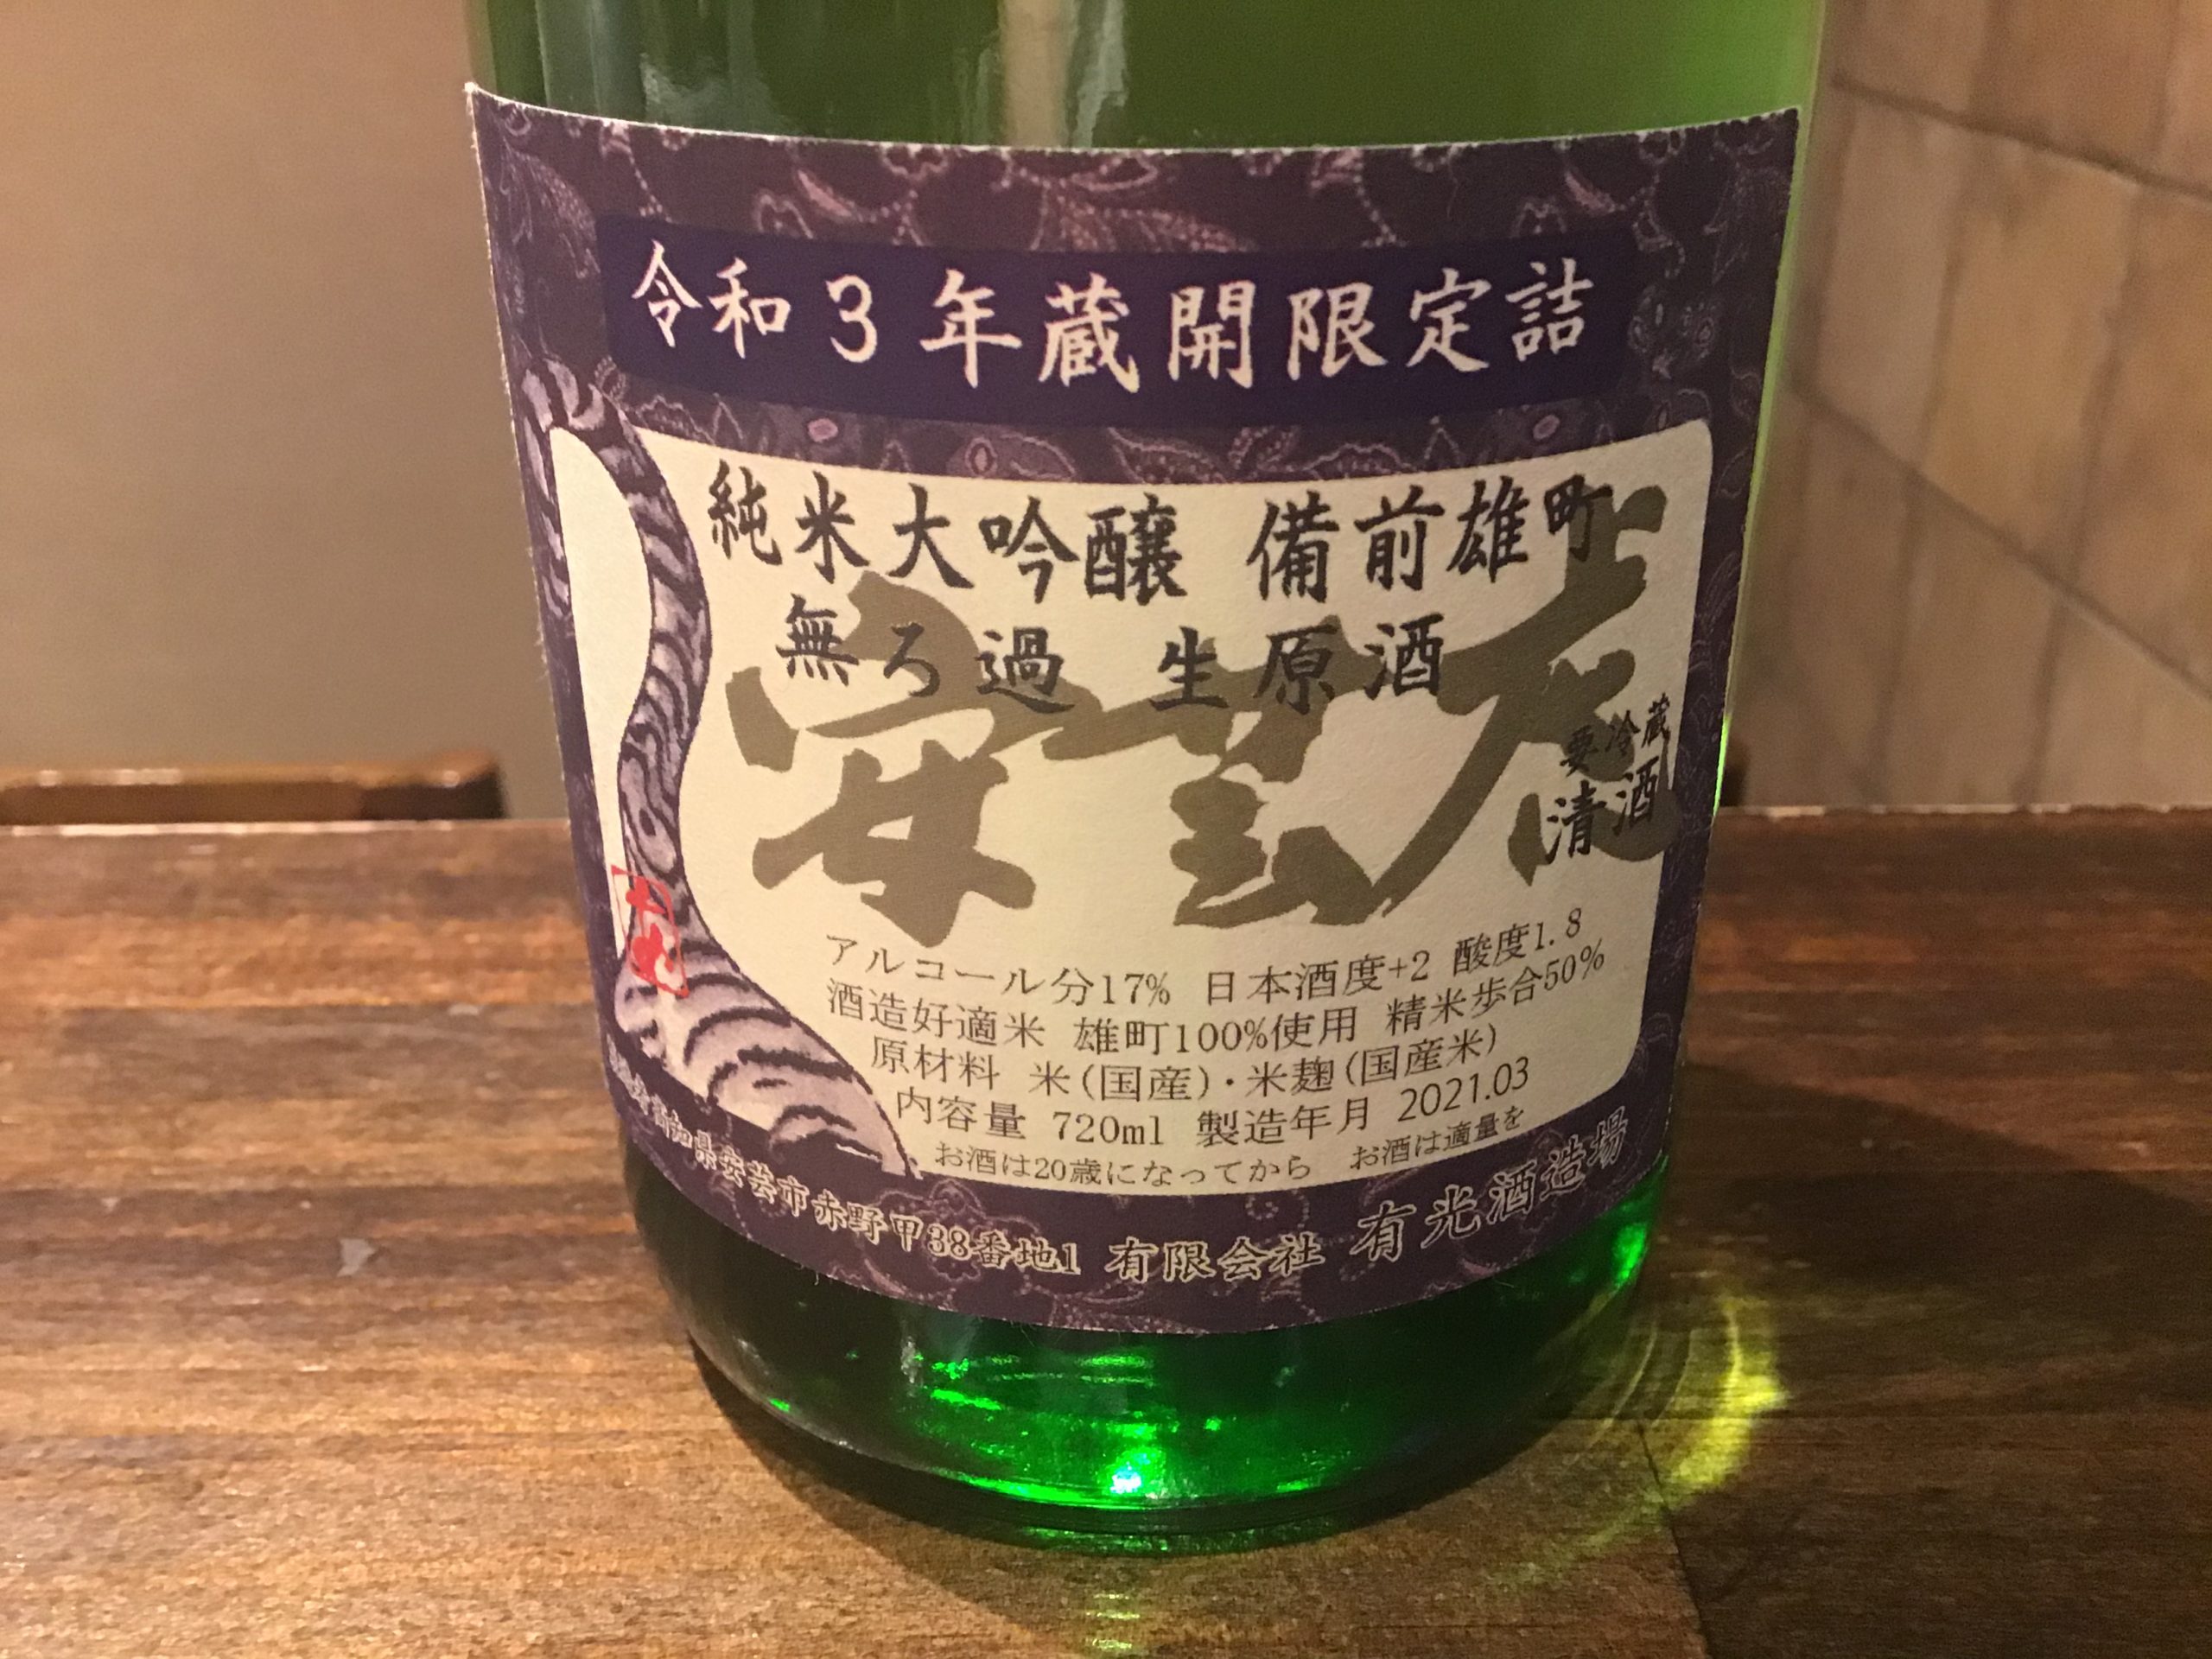 令和3年蔵開限定詰
純米大吟醸 備前雄町
無ろ過 生原酒
安芸虎
要冷蔵
清酒
アルコール分17% 日本酒度+2 酸度1.8
酒造好適米 雄町100%使用 精米歩合50%
原材料 米(国産)・米麹(国産米)
内容量 720ml 製造年月 2021.03
お酒は20歳になってから お酒は適量を
高知県安芸市赤野甲38番地1 有限会社 有光酒造場